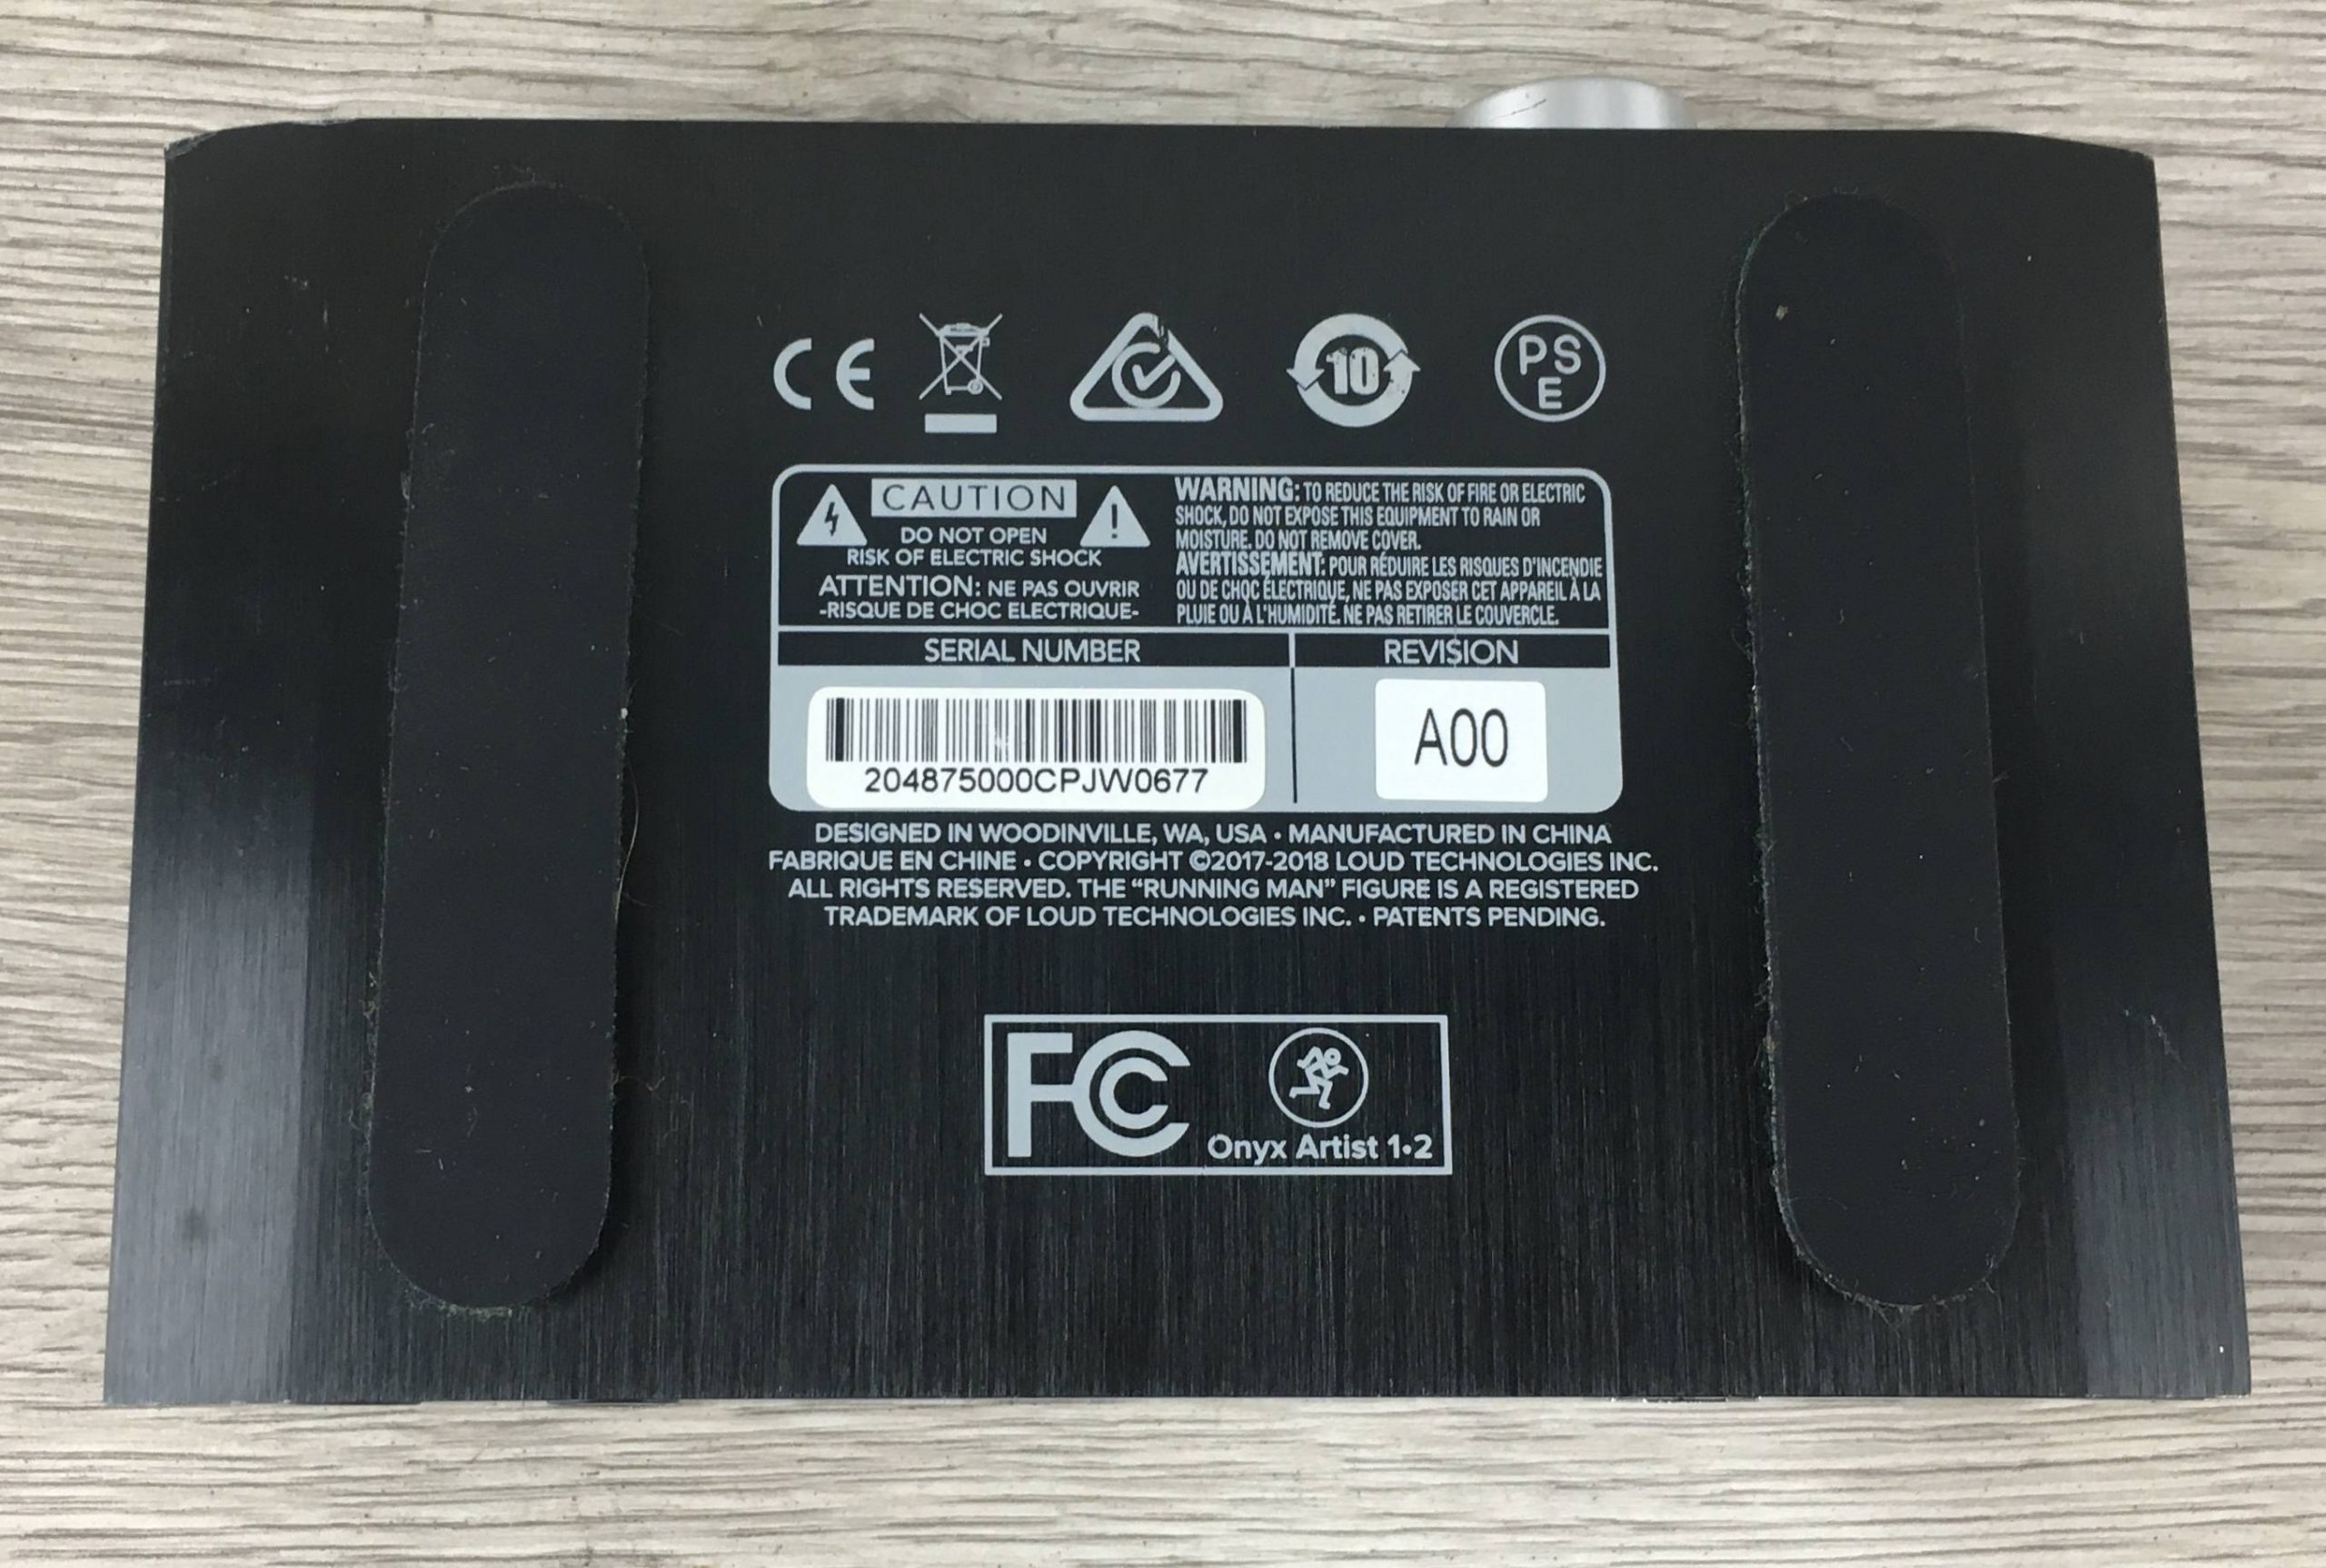 CE
10
PS
E
CAUTION
DO NOT OPEN
RISK OF ELECTRIC SHOCK
ATTENTION: NE PAS OUVRIR
-RISQUE DE CHOC ELECTRIQUE-
WARNING: TO REDUCE THE RISK OF FIRE OR ELECTRIC
SHOCK, DO NOT EXPOSE THIS EQUIPMENT TO RAIN OR
MOISTURE. DO NOT REMOVE COVER.
AVERTISSEMENT: POUR RÉDUIRE LES RISQUES D'INCENDIE
OU DE CHOC ÉLECTRIQUE, NE PAS EXPOSER CET APPAREIL À LA
PLUIE OU À L'HUMIDITÉ. NE PAS RETIRER LE COUVERCLE.
SERIAL NUMBER
REVISION
204875000CPJW0677
A00
DESIGNED IN WOODINVILLE, WA, USA • MANUFACTURED IN CHINA
FABRIQUE EN CHINE • COPYRIGHT ©2017-2018 LOUD TECHNOLOGIES INC.
ALL RIGHTS RESERVED. THE “RUNNING MAN” FIGURE IS A REGISTERED
TRADEMARK OF LOUD TECHNOLOGIES INC. • PATENTS PENDING.
FC
Onyx Artist 1•2